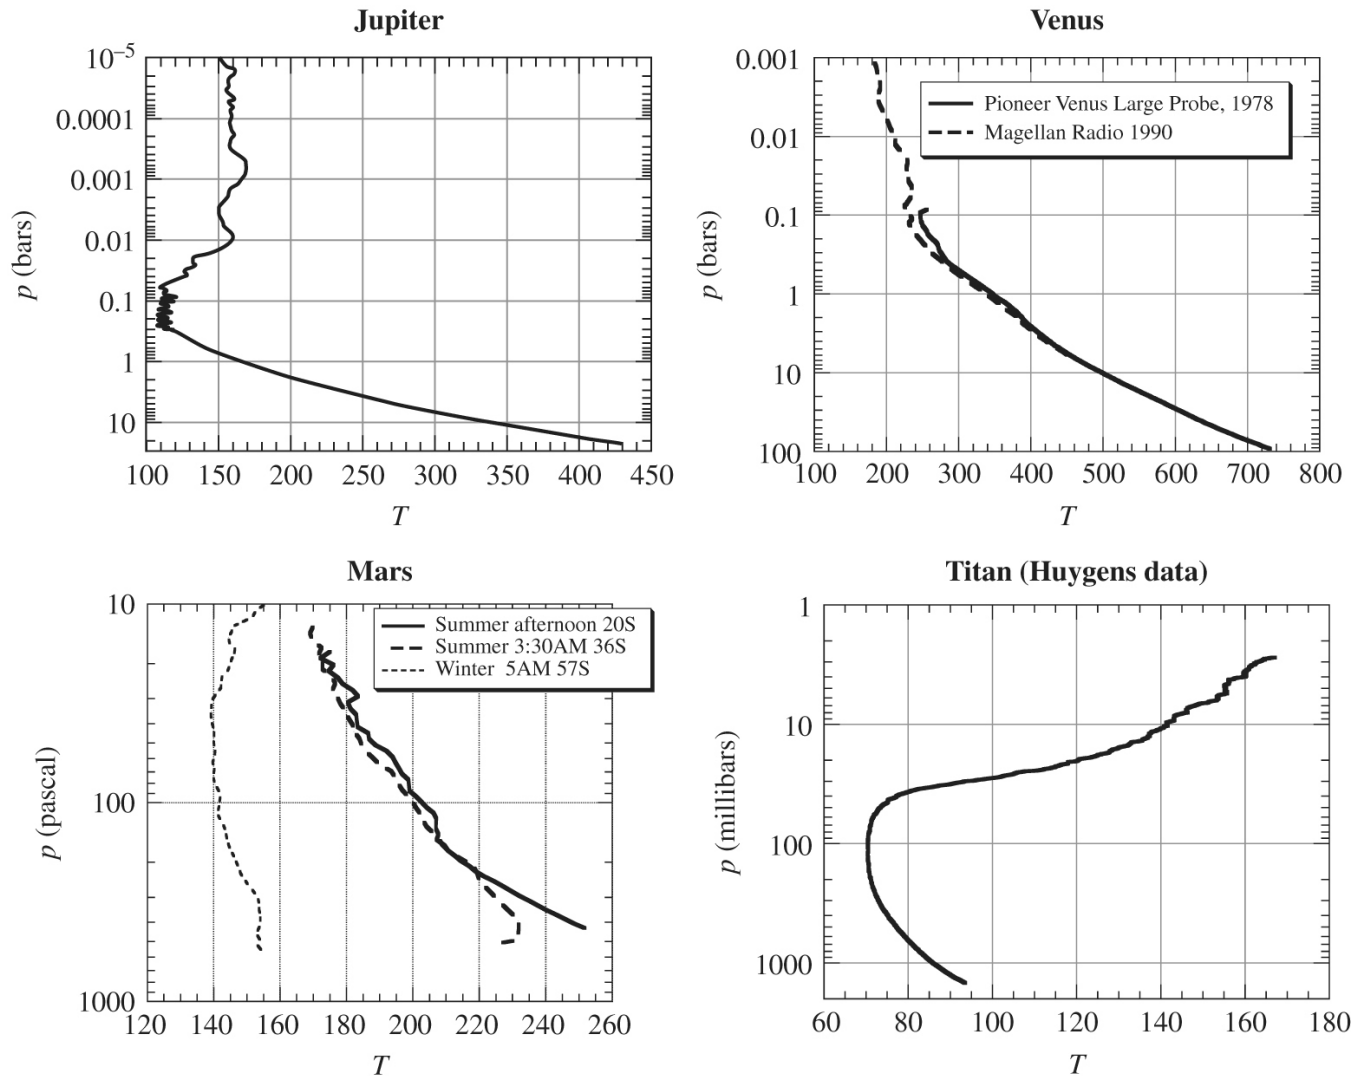 Jupiter
10⁻⁵
0.0001
0.001
0.01
0.1
1
10
p (bars)
100 150 200 250 300 350 400 450
T
Venus
0.001
0.01
0.1
1
10
100
p (bars)
Pioneer Venus Large Probe, 1978
Magellan Radio 1990
100 200 300 400 500 600 700 800
T
Mars
10
100
1000
p (pascal)
Summer afternoon 20S
Summer 3:30AM 36S
Winter 5AM 57S
120 140 160 180 200 220 240 260
T
Titan (Huygens data)
1
10
100
1000
p (millibars)
60 80 100 120 140 160 180
T